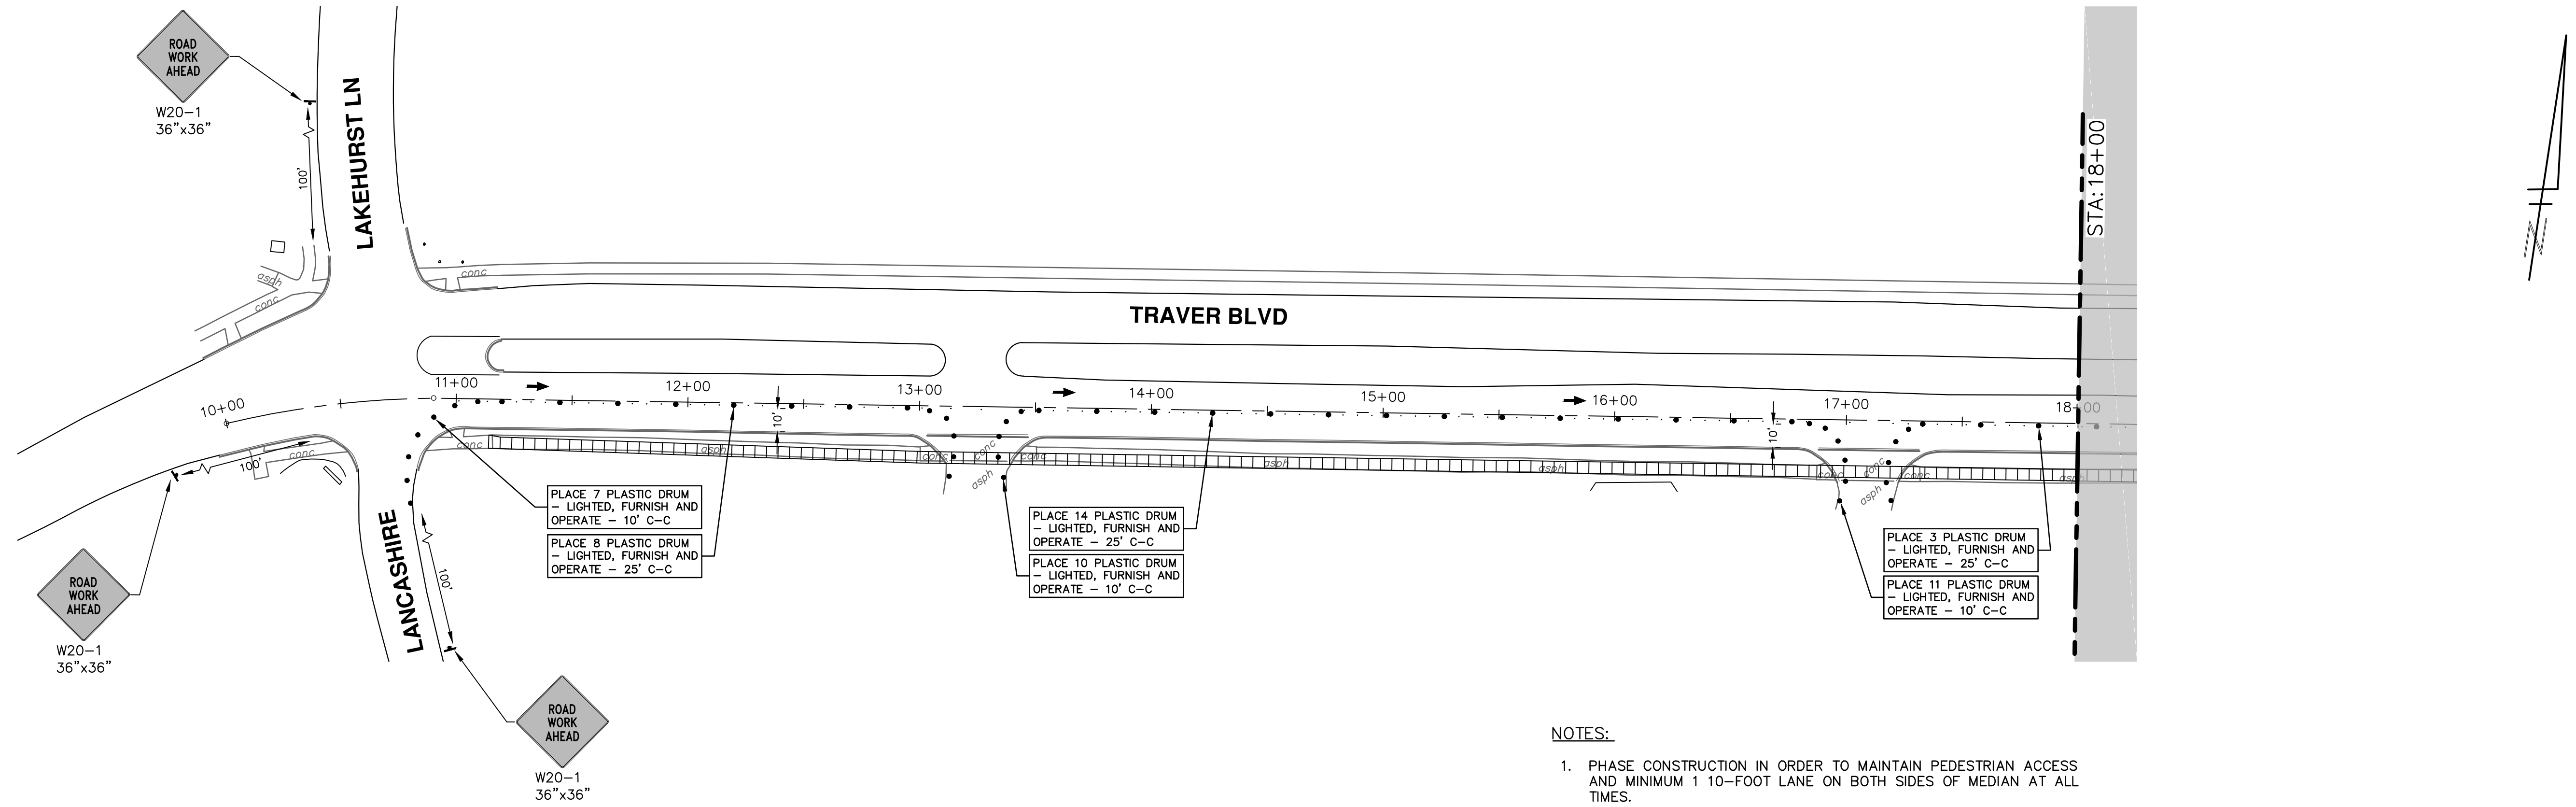 ROAD
WORK
AHEAD
W20-1
36"x36"
100'
LAKEHURST LN
STA:18+00
N
asph
conc
conc
TRAVER BLVD
10+00
11+00
12+00
13+00
14+00
15+00
16+00
17+00
18+00
10'
10'
100'
conc
conc
asph
conc
conc
conc
asph
asph
asph
conc
conc
conc
asph
asph
PLACE 7 PLASTIC DRUM
– LIGHTED, FURNISH AND
OPERATE – 10' C–C
PLACE 8 PLASTIC DRUM
– LIGHTED, FURNISH AND
OPERATE – 25' C–C
PLACE 14 PLASTIC DRUM
– LIGHTED, FURNISH AND
OPERATE – 25' C–C
PLACE 10 PLASTIC DRUM
– LIGHTED, FURNISH AND
OPERATE – 10' C–C
PLACE 3 PLASTIC DRUM
– LIGHTED, FURNISH AND
OPERATE – 25' C–C
PLACE 11 PLASTIC DRUM
– LIGHTED, FURNISH AND
OPERATE – 10' C–C
LANCASHIRE
100'
ROAD
WORK
AHEAD
W20-1
36"x36"
ROAD
WORK
AHEAD
W20-1
36"x36"
NOTES:
1. PHASE CONSTRUCTION IN ORDER TO MAINTAIN PEDESTRIAN ACCESS
AND MINIMUM 1 10–FOOT LANE ON BOTH SIDES OF MEDIAN AT ALL
TIMES.